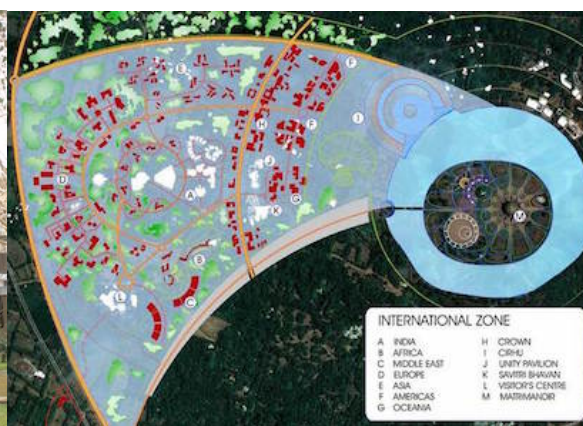 E
F
F
I
H
J
D
A
G
K
B
L
C
M
INTERNATIONAL ZONE
A INDIA
B AFRICA
C MIDDLE EAST
D EUROPE
E ASIA
F AMERICAS
G OCEANIA
H CROWN
I CIRHU
J UNITY PAVILION
K SAVITRI BHAVAN
L VISITOR'S CENTRE
M MATRIMANDIR